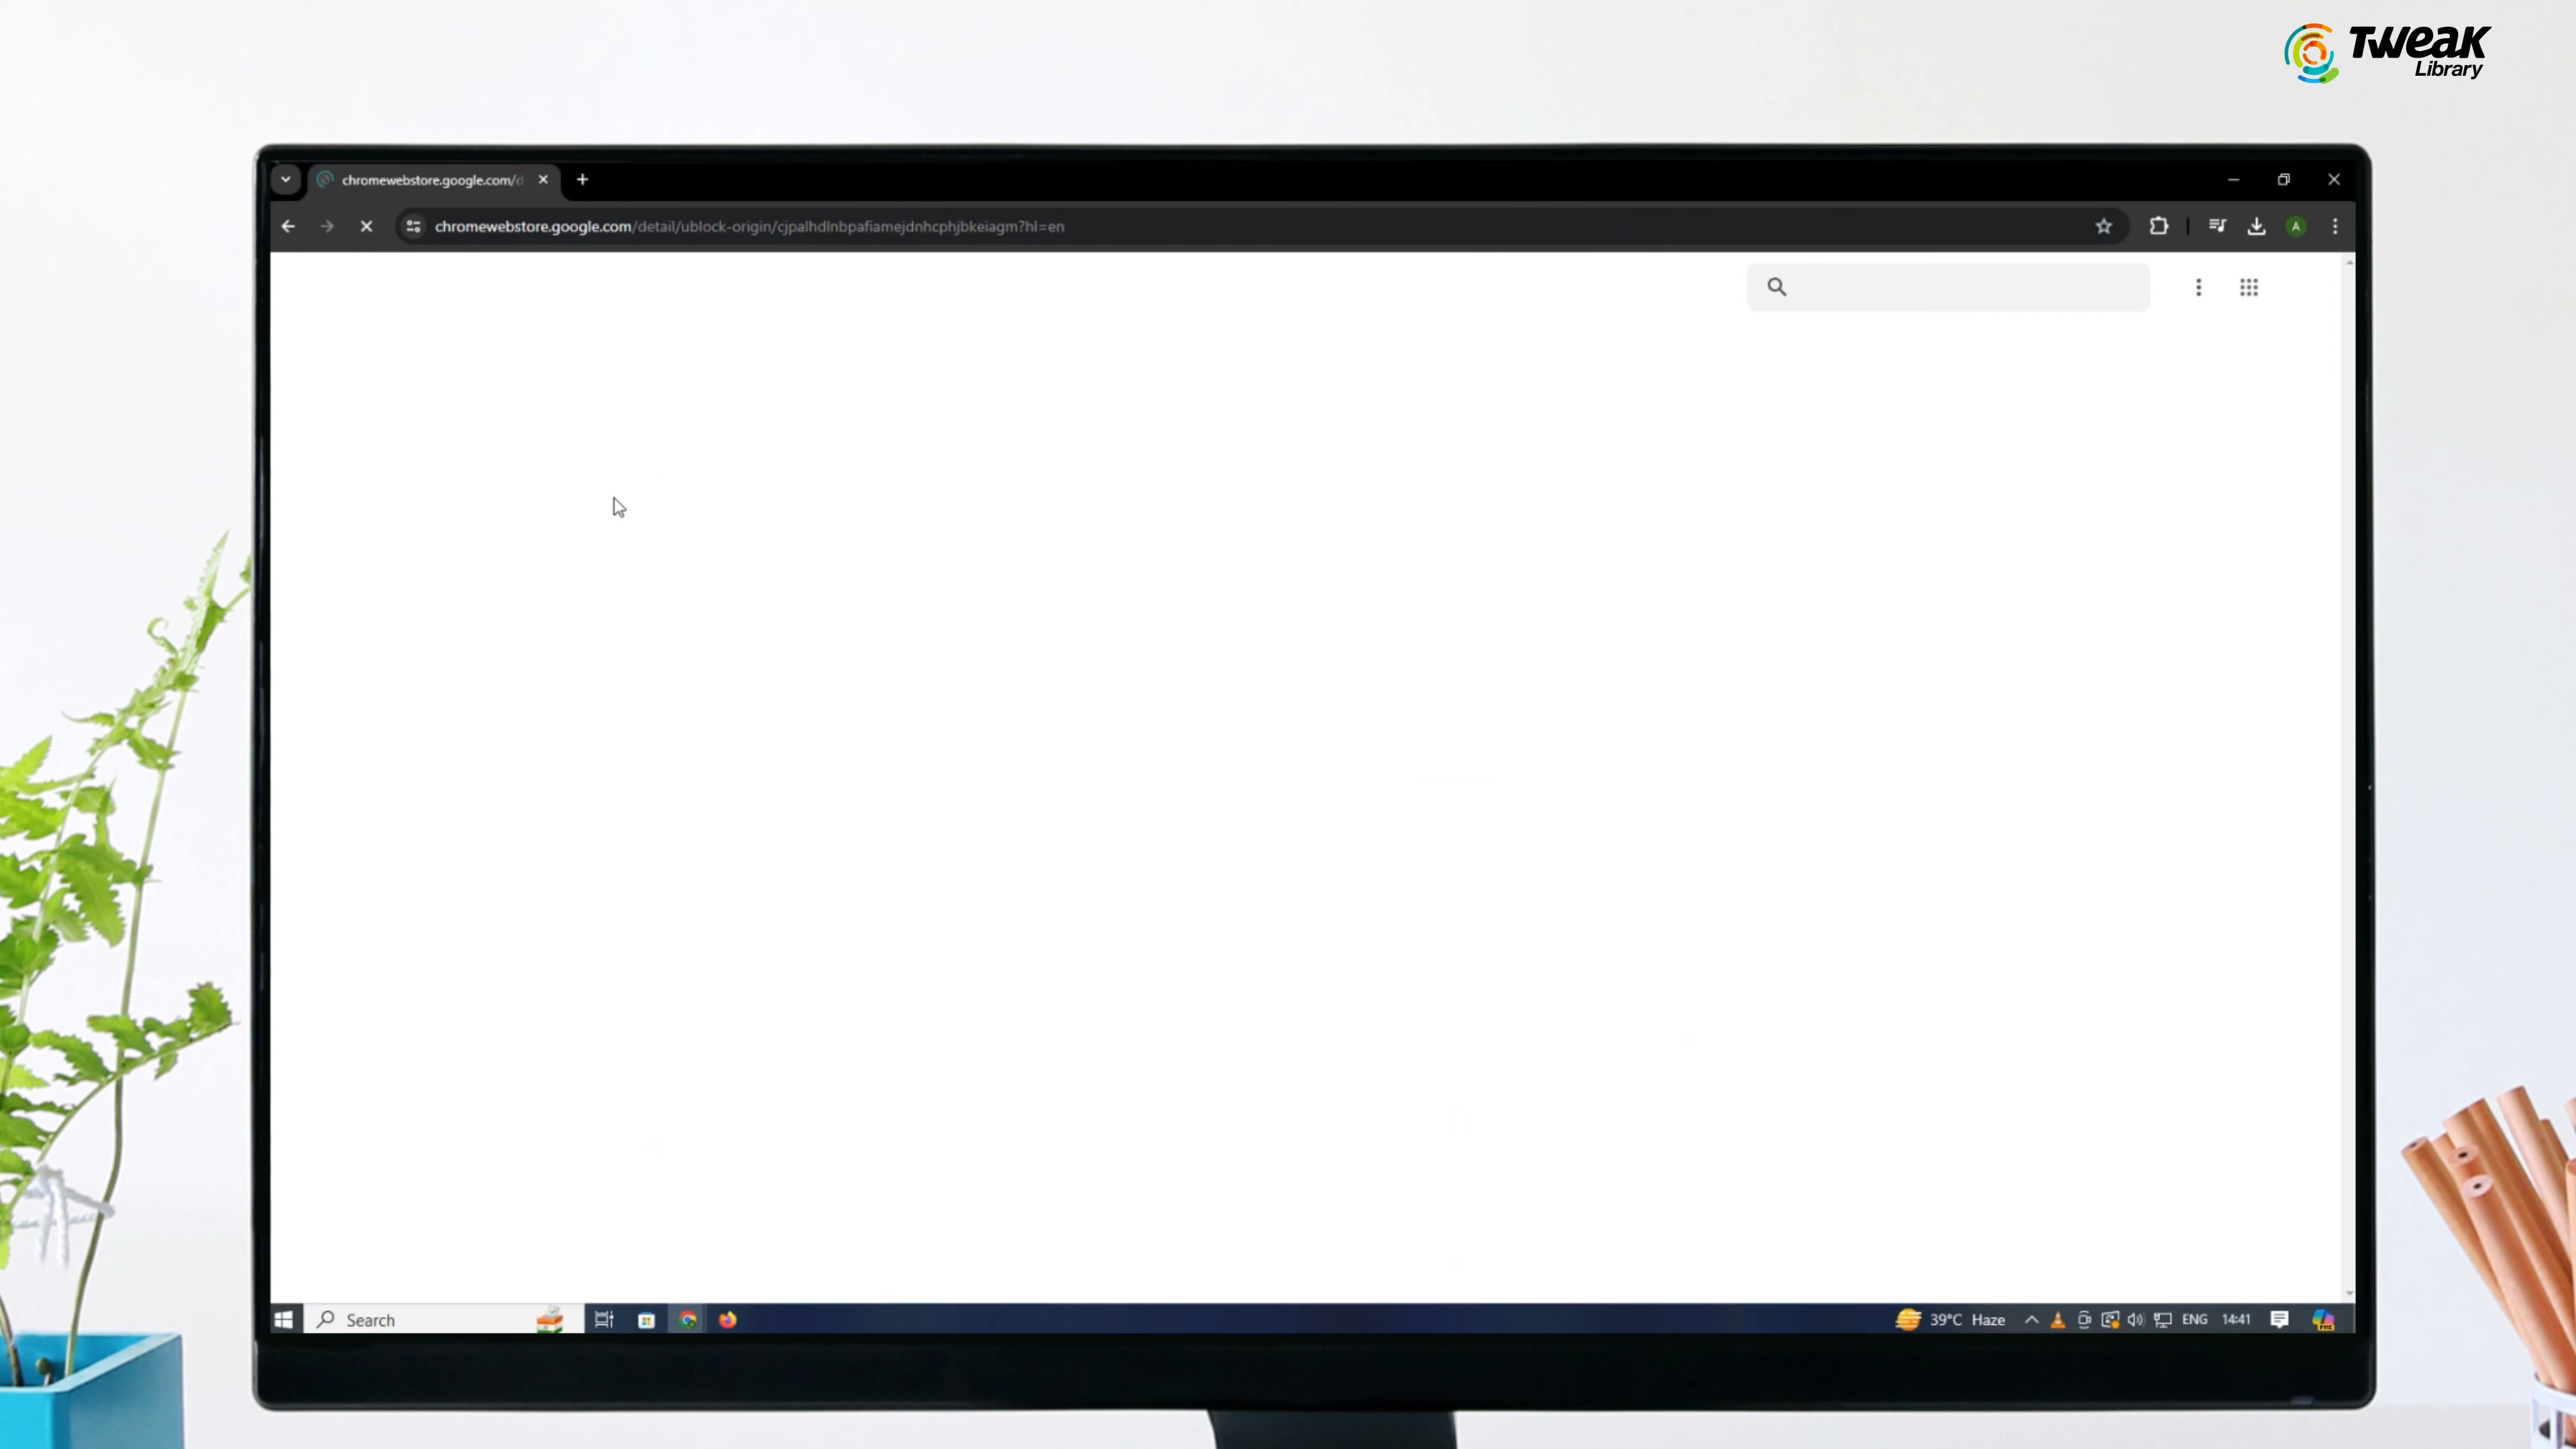 TWEAK
Library
chromewebstore.google.com/d
chromewebstore.google.com/detail/ublock-origin/cjpalhdlnbpafiamejdnhcphjbkeiagm?hl=en
A
Search
39°C Haze
ENG
14:41
PRE